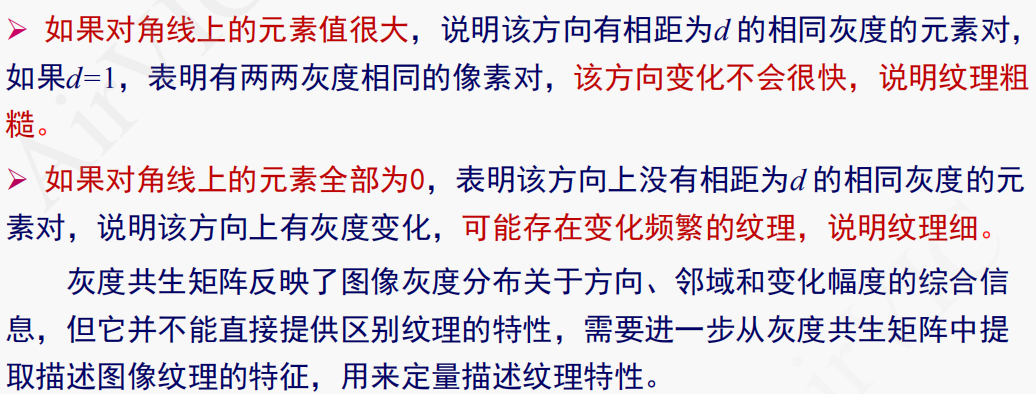 ➢ 如果对角线上的元素值很大，说明该方向有相距为d 的相同灰度的元素对，
如果d=1，表明有两两灰度相同的像素对，该方向变化不会很快，说明纹理粗
糙。
➢ 如果对角线上的元素全部为0，表明该方向上没有相距为d 的相同灰度的元
素对，说明该方向上有灰度变化，可能存在变化频繁的纹理，说明纹理细。
灰度共生矩阵反映了图像灰度分布关于方向、邻域和变化幅度的综合信
息，但它并不能直接提供区别纹理的特性，需要进一步从灰度共生矩阵中提
取描述图像纹理的特征，用来定量描述纹理特性。